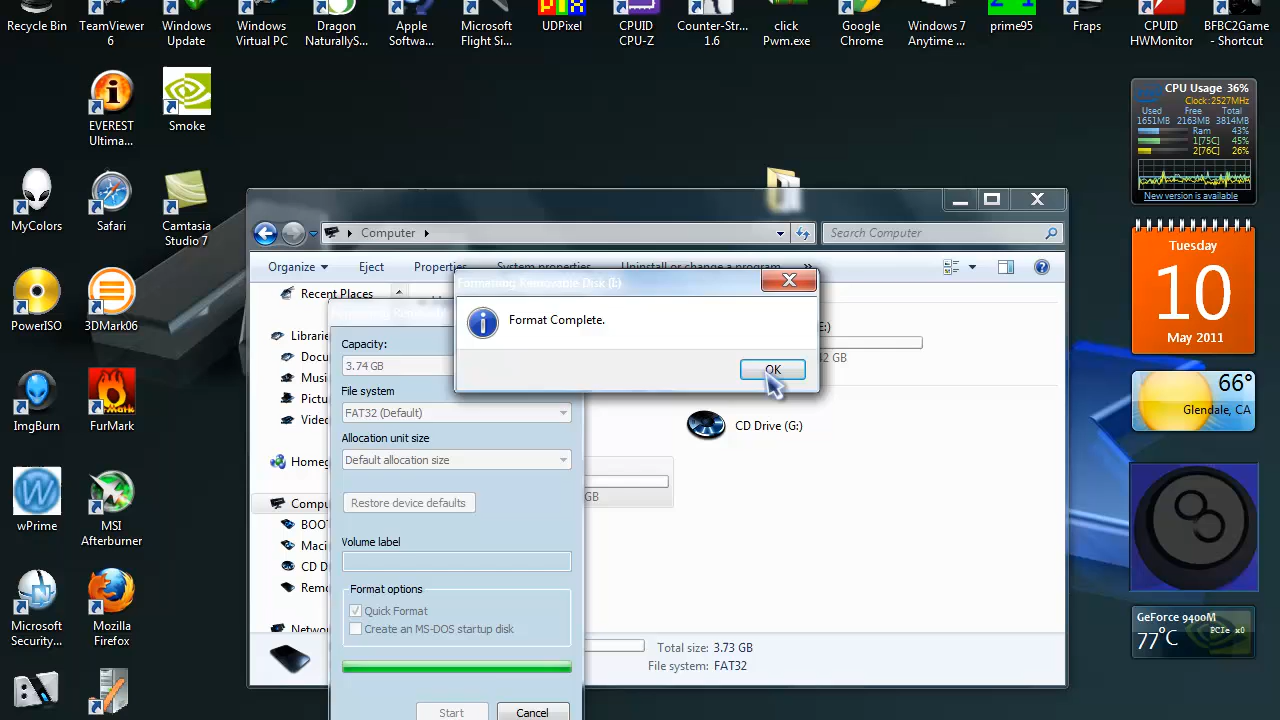 Recycle Bin
TeamViewer 6
Windows Update
Windows Virtual PC
Dragon NaturallyS...
Apple Softwa...
Microsoft Flight Si...
UDPixel
CPUID CPU-Z
Counter-Str... 1.6
click Pwm.exe
Google Chrome
Windows 7 Anytime ...
prime95
Fraps
CPUID HWMonitor
BFBC2Game - Shortcut
EVEREST Ultima...
Smoke
MyColors
Safari
Camtasia Studio 7
PowerISO
3DMark06
ImgBurn
FurMark
wPrime
MSI Afterburner
Microsoft Security...
Mozilla Firefox
CPU Usage 36%
Clock:2527MHz
Used Free Total
1651MB 2163MB 3814MB
Ram 43%
1[75C] 45%
2[76C] 26%
New version is available
Tuesday
10
May 2011
66°
Glendale, CA
GeForce 9400M
77°C PCIe x0
Computer
Search Computer
Organize Eject Properties System properties Uninstall or change a program »
Recent Places
Librarie
Docu
Music
Pictu
Video
Homeg
Compu
BOO
Maci
CD D
Remo
Networ
E:)
42 GB
CD Drive (G:)
GB
Total size: 3.73 GB
File system: FAT32
Capacity:
3.74 GB
File system
FAT32 (Default)
Allocation unit size
Default allocation size
Restore device defaults
Volume label
Format options
Quick Format
Create an MS-DOS startup disk
Start Cancel
Formatting Removable Disk (E:)
Format Complete.
OK